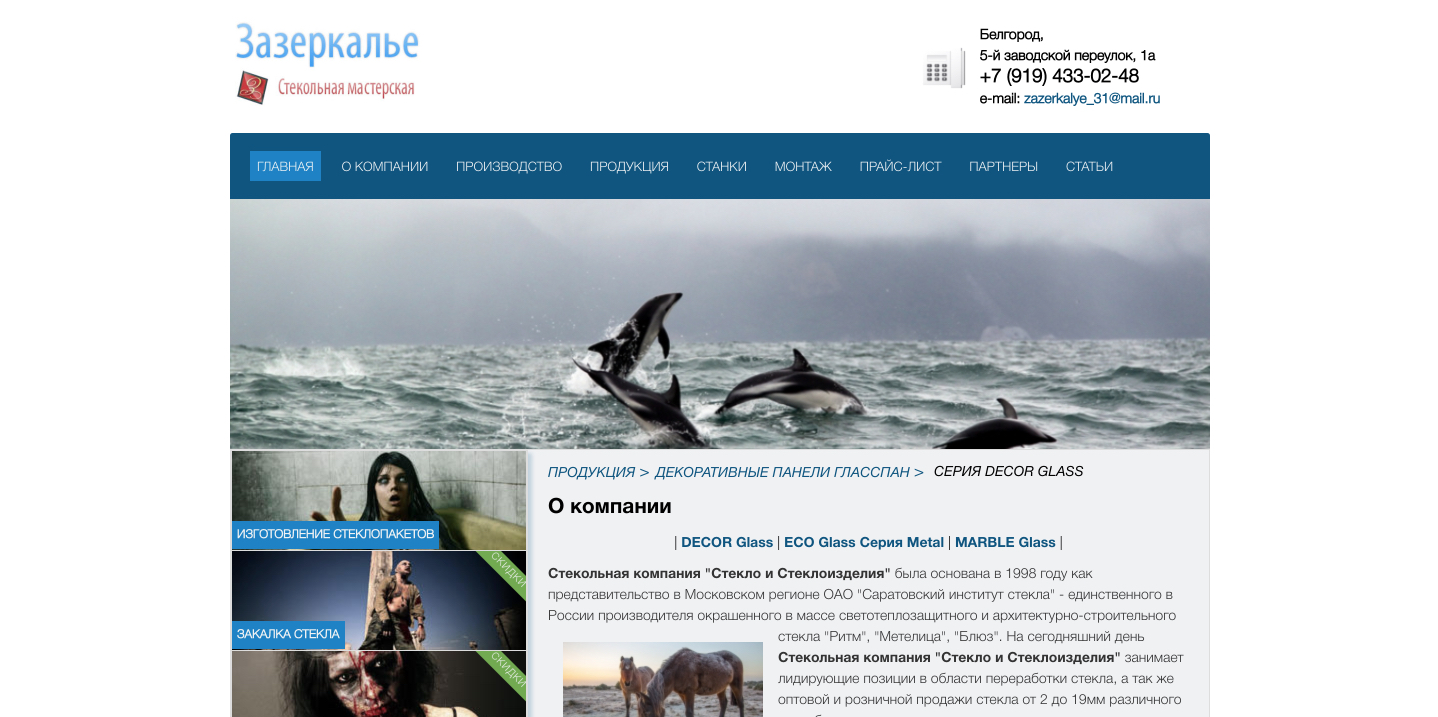 Зазеркалье
Стекольная мастерская
Белгород,
5-й заводской переулок, 1а
+7 (919) 433-02-48
e-mail: zazerkalye_31@mail.ru
ГЛАВНАЯ О КОМПАНИИ ПРОИЗВОДСТВО ПРОДУКЦИЯ СТАНКИ МОНТАЖ ПРАЙС-ЛИСТ ПАРТНЕРЫ СТАТЬИ
ИЗГОТОВЛЕНИЕ СТЕКЛОПАКЕТОВ
СКИДКИ
ЗАКАЛКА СТЕКЛА
СКИДКИ
ПРОДУКЦИЯ > ДЕКОРАТИВНЫЕ ПАНЕЛИ ГЛАССПАН > СЕРИЯ DECOR GLASS
О компании
| DECOR Glass | ECO Glass Серия Metal | MARBLE Glass |
Стекольная компания "Стекло и Стеклоизделия" была основана в 1998 году как
представительство в Московском регионе ОАО "Саратовский институт стекла" - единственного в
России производителя окрашенного в массе светотеплозащитного и архитектурно-строительного
стекла "Ритм", "Метелица", "Блюз". На сегодняшний день
Стекольная компания "Стекло и Стеклоизделия" занимает
лидирующие позиции в области переработки стекла, а так же
оптовой и розничной продажи стекла от 2 до 19мм различного